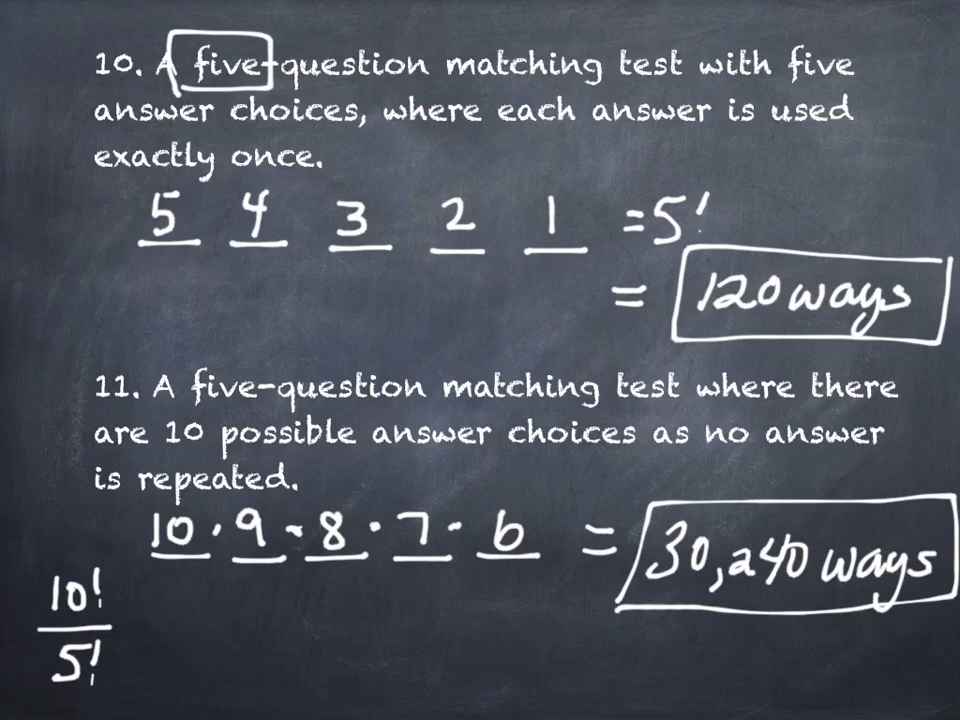 10. A five-question matching test with five
answer choices, where each answer is used
exactly once.
5 4 3 2 1 = 5!
= 120 ways
11. A five-question matching test where there
are 10 possible answer choices as no answer
is repeated.
10 · 9 · 8 · 7 · 6 = 30,240 ways
10!
5!